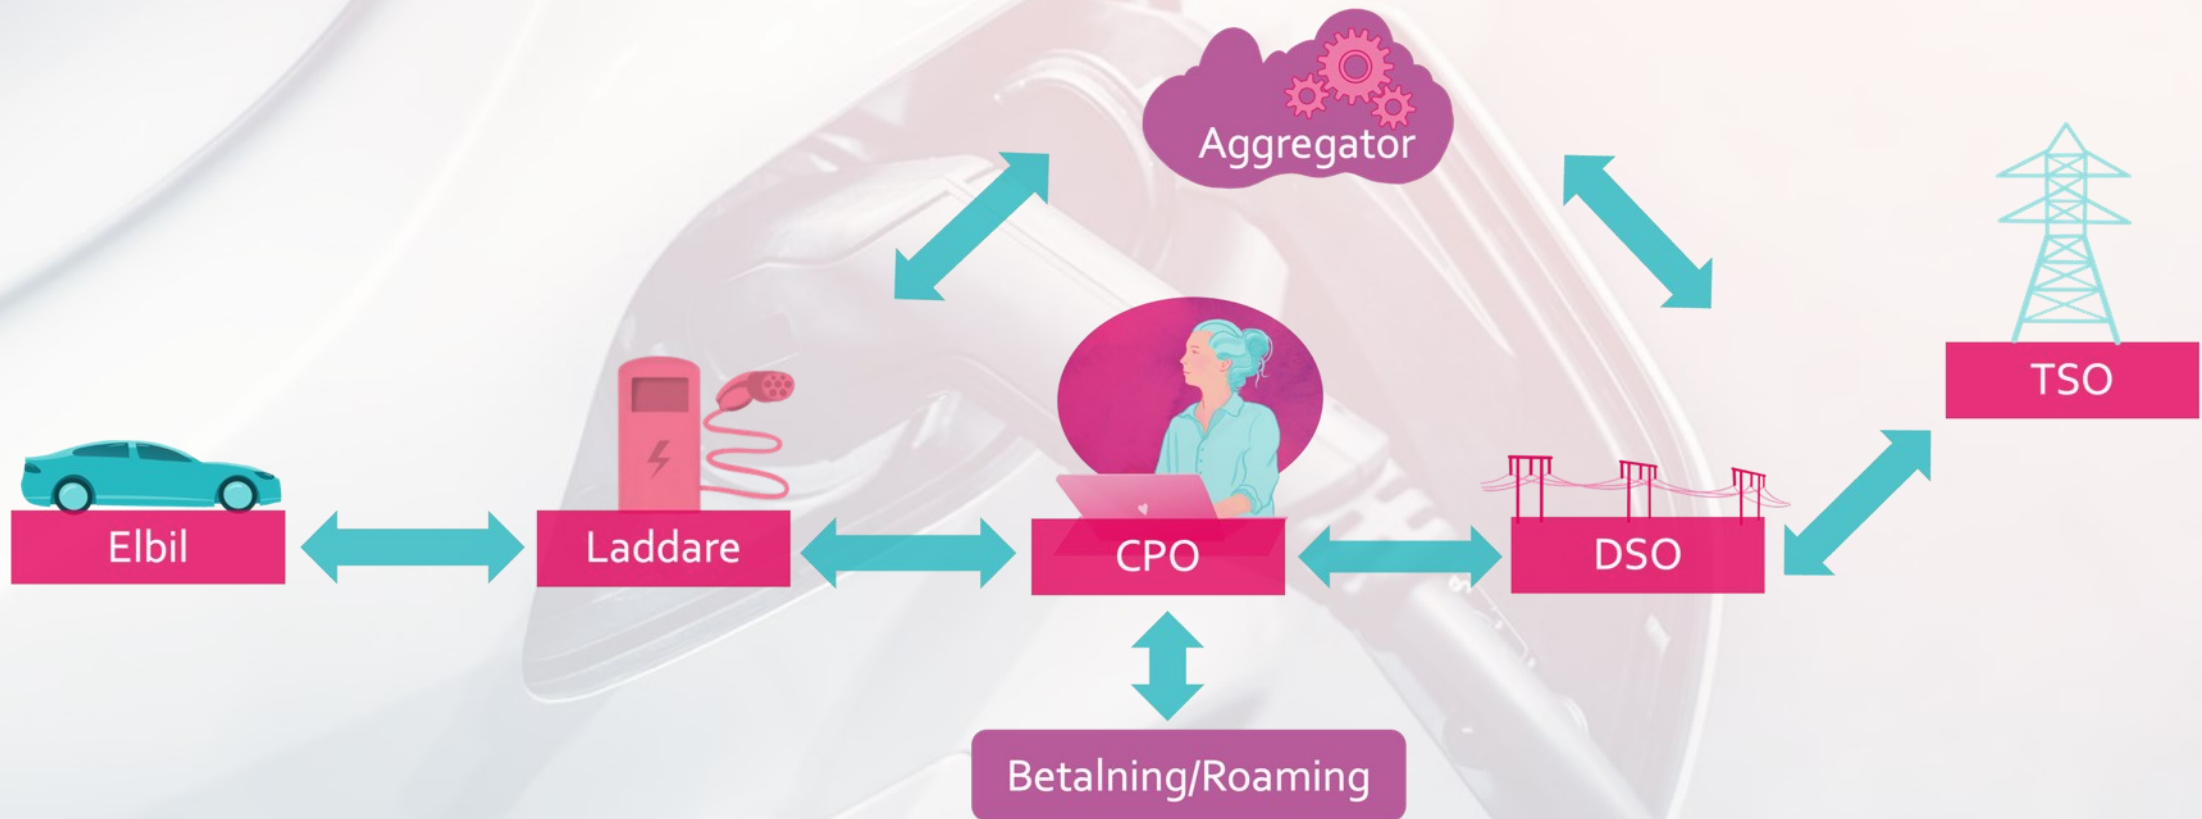 Aggregator
TSO
Elbil
Laddare
CPO
DSO
Betalning/Roaming